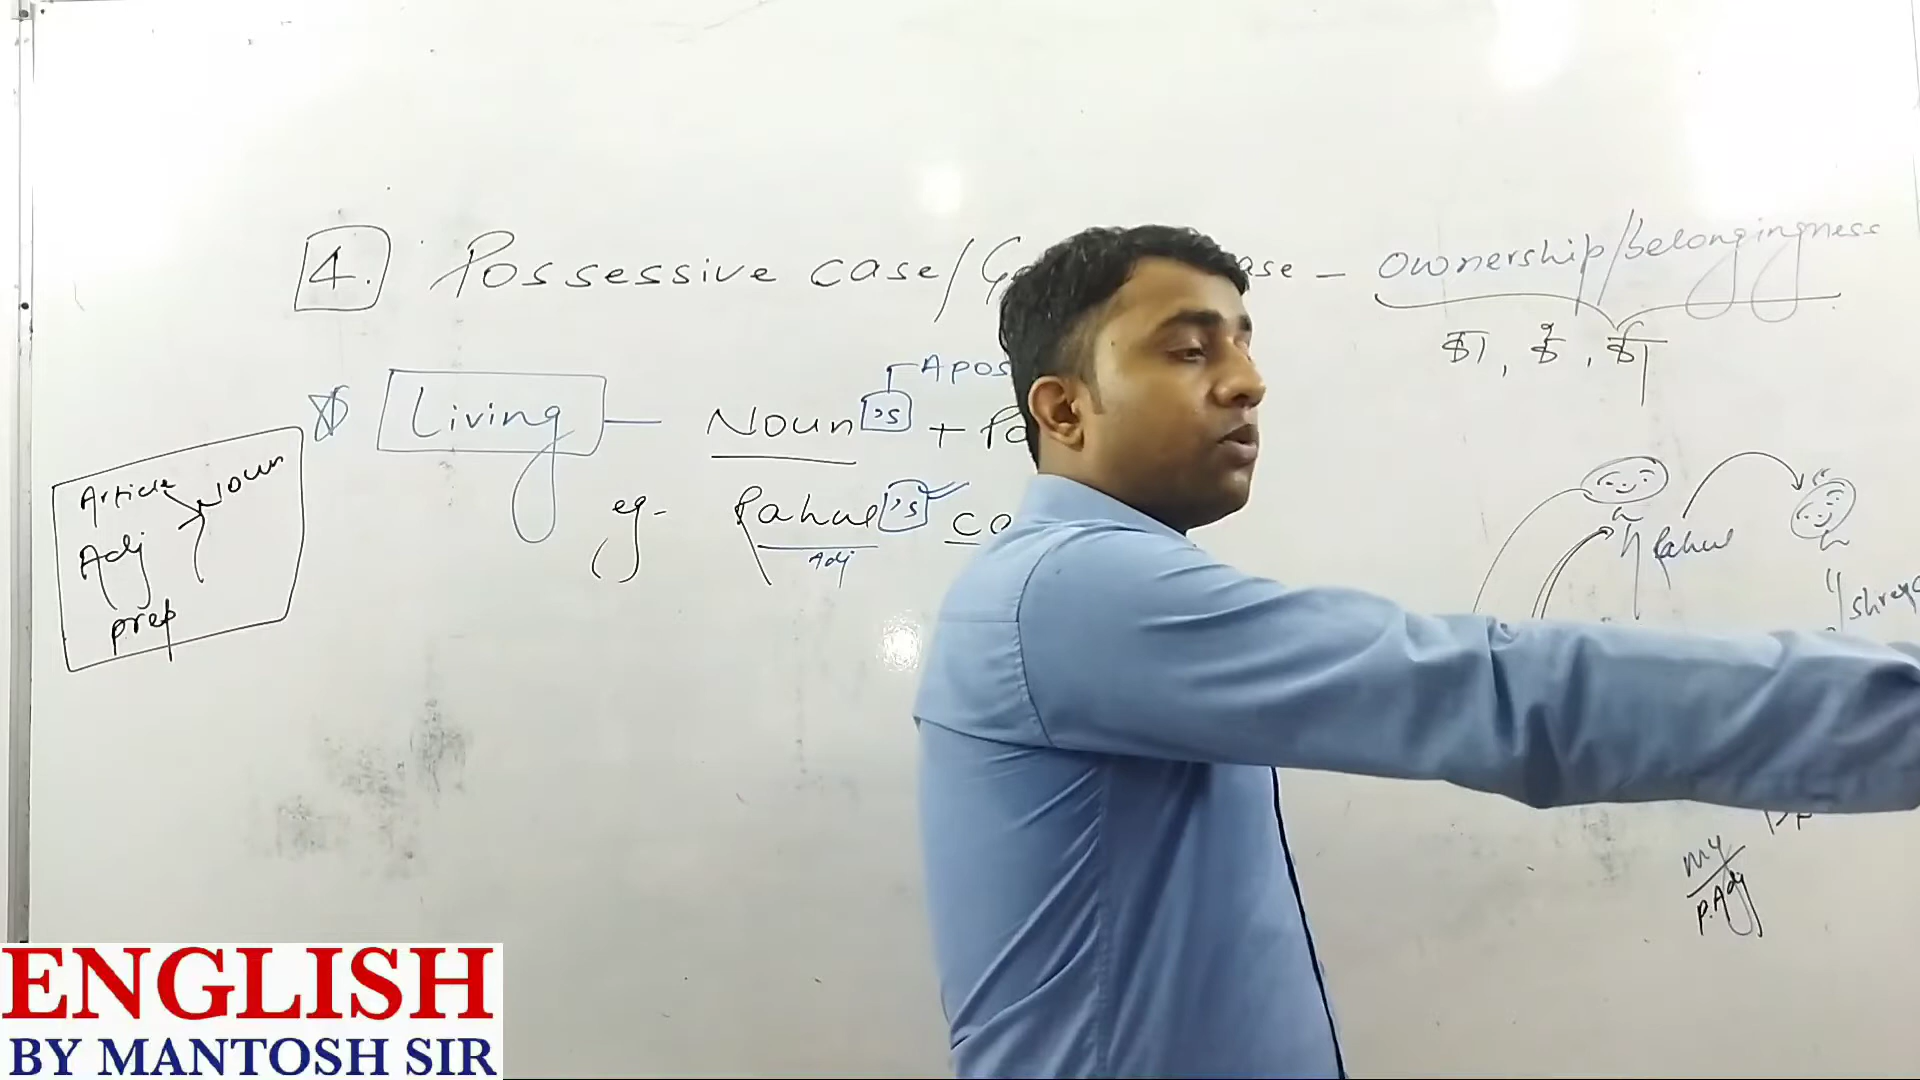 4. Possessive case/G ase - ownership/belongingness
का, के, की
Apos
Living - Noun's + Po
Article Noun
Adj
prep
eg- Rahul's co
Adj
Rahul
my
P.Adj
ENGLISH
BY MANTOSH SIR